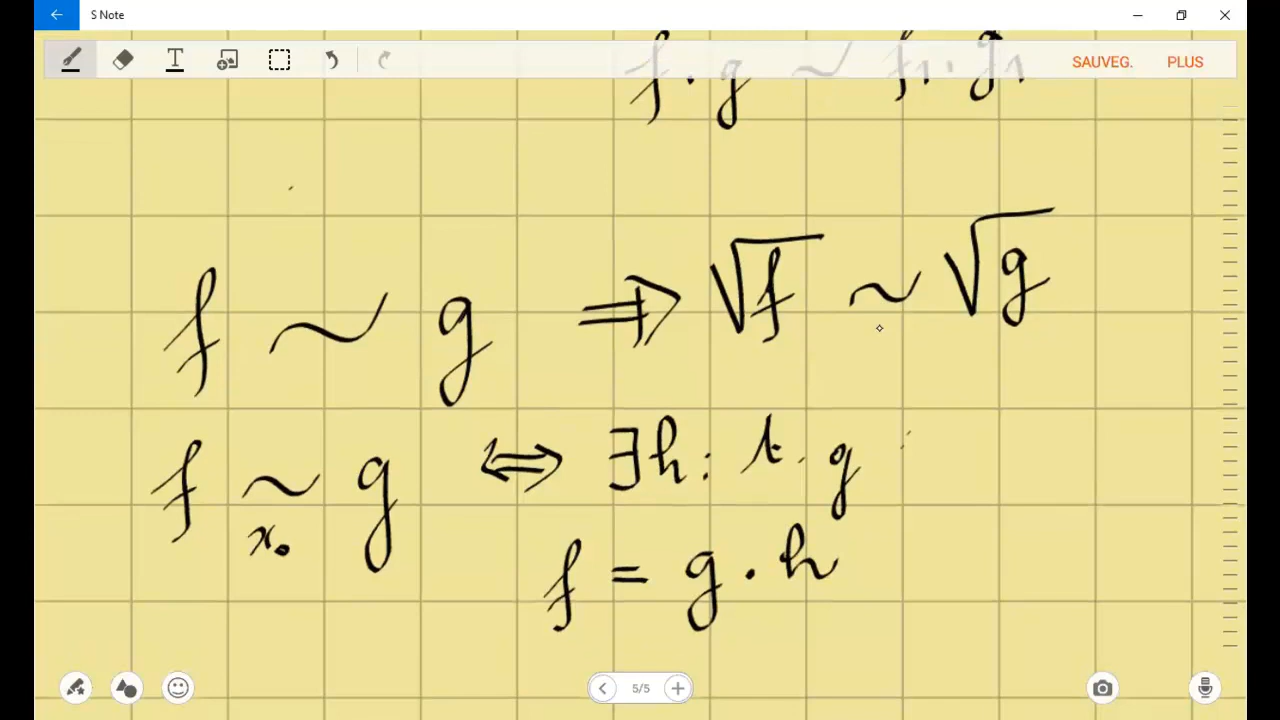 S Note
f · g ~ f₁ · g₁
SAUVEG. PLUS
f ~ g ⇒ √f ~ √g
f ~ g ⇔ ∃h : t. g
x₀
f = g · h
5/5